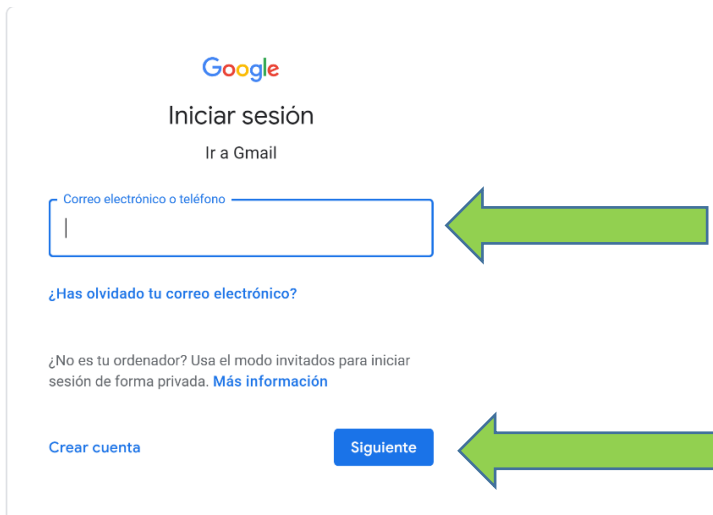 Google
Iniciar sesión
Ir a Gmail
Correo electrónico o teléfono
¿Has olvidado tu correo electrónico?
¿No es tu ordenador? Usa el modo invitados para iniciar
sesión de forma privada. Más información
Crear cuenta
Siguiente